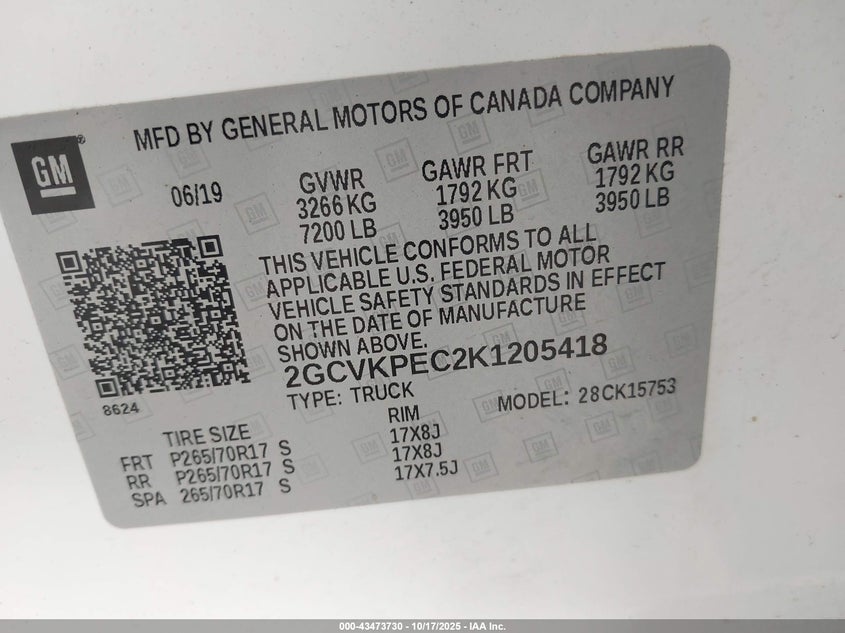 MFD BY GENERAL MOTORS OF CANADA COMPANY
GM®
06/19
GVWR
3266 KG
7200 LB
GAWR FRT
1792 KG
3950 LB
GAWR RR
1792 KG
3950 LB
THIS VEHICLE CONFORMS TO ALL
APPLICABLE U.S. FEDERAL MOTOR
VEHICLE SAFETY STANDARDS IN EFFECT
ON THE DATE OF MANUFACTURE
SHOWN ABOVE.
2GCVKPEC2K1205418
TYPE: TRUCK MODEL: 28CK15753
8624
TIRE SIZE RIM
FRT P265/70R17 S 17X8J
RR P265/70R17 S 17X8J
SPA 265/70R17 S 17X7.5J
000-43473730 - 10/17/2025 - IAA Inc.